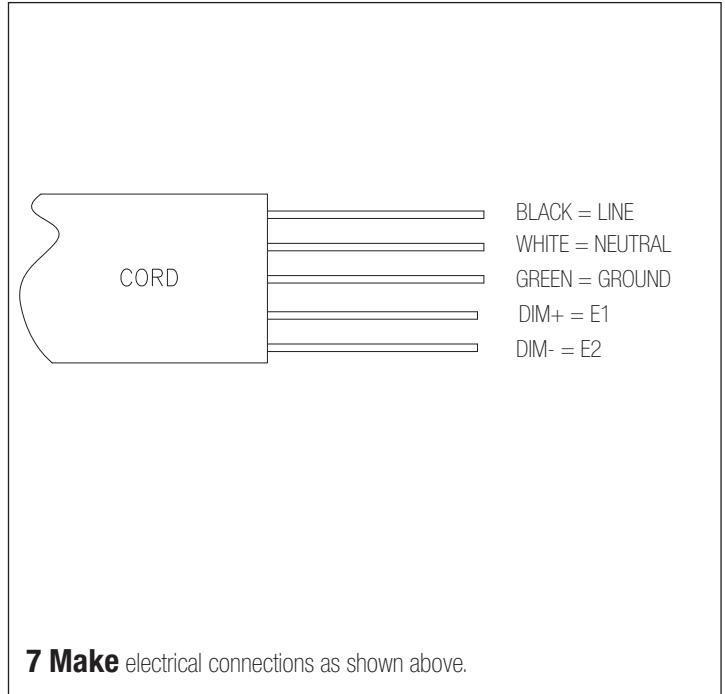 CORD
BLACK = LINE
WHITE = NEUTRAL
GREEN = GROUND
DIM+ = E1
DIM- = E2
7 Make electrical connections as shown above.